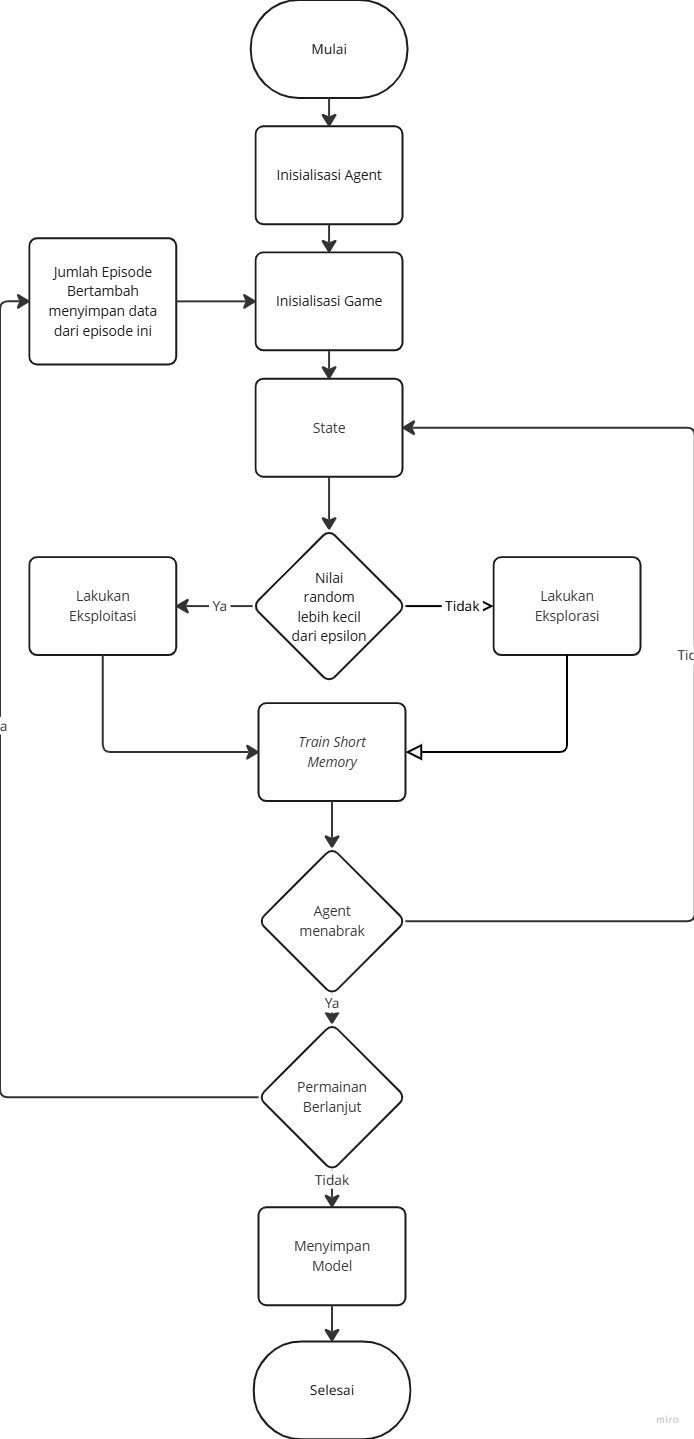 Mulai
Inisialisasi Agent
Jumlah Episode
Bertambah
menyimpan data
dari episode ini
Inisialisasi Game
State
Nilai
random
lebih kecil
dari epsilon
Ya
Tidak
Lakukan
Eksploitasi
Lakukan
Eksplorasi
Tid
a
Train Short
Memory
Agent
menabrak
Ya
Permainan
Berlanjut
Tidak
Menyimpan
Model
Selesai
miro